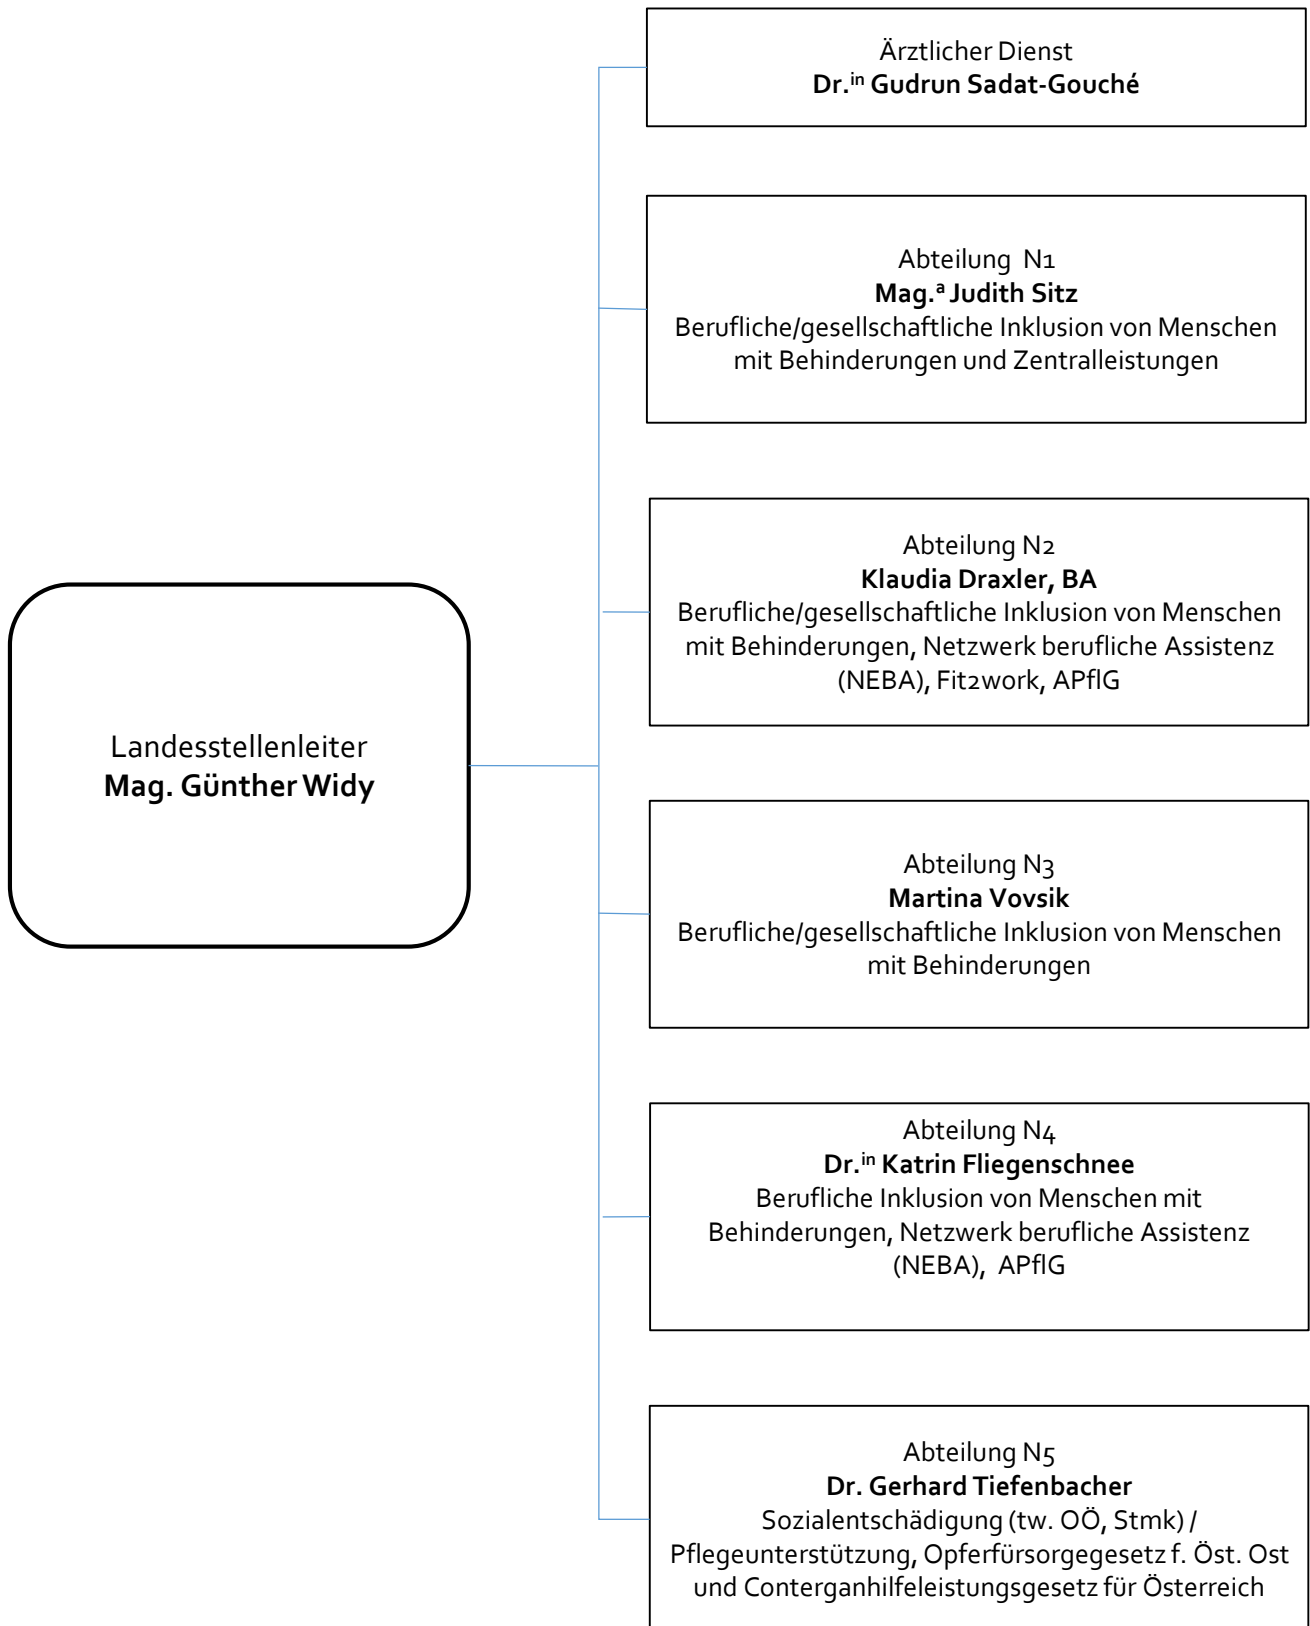 Ärztlicher Dienst
Dr.in Gudrun Sadat-Gouché
Abteilung N1
Mag.a Judith Sitz
Berufliche/gesellschaftliche Inklusion von Menschen
mit Behinderungen und Zentralleistungen
Abteilung N2
Klaudia Draxler, BA
Berufliche/gesellschaftliche Inklusion von Menschen
mit Behinderungen, Netzwerk berufliche Assistenz
(NEBA), Fit2work, APflG
Landesstellenleiter
Mag. Günther Widy
Abteilung N3
Martina Vovsik
Berufliche/gesellschaftliche Inklusion von Menschen
mit Behinderungen
Abteilung N4
Dr.in Katrin Fliegenschnee
Berufliche Inklusion von Menschen mit
Behinderungen, Netzwerk berufliche Assistenz
(NEBA), APflG
Abteilung N5
Dr. Gerhard Tiefenbacher
Sozialentschädigung (tw. OÖ, Stmk) /
Pflegeunterstützung, Opferfürsorgegesetz f. Öst. Ost
und Conterganhilfeleistungsgesetz für Österreich